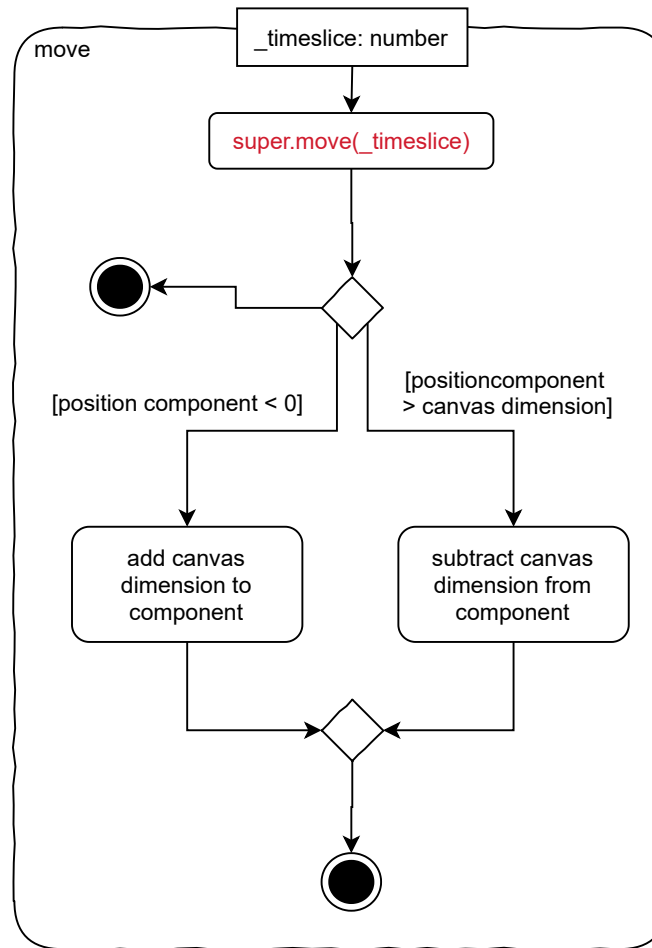 _timeslice: number
move
super.move(_timeslice)
[position component < 0]
[positioncomponent
> canvas dimension]
add canvas
dimension to
component
subtract canvas
dimension from
component